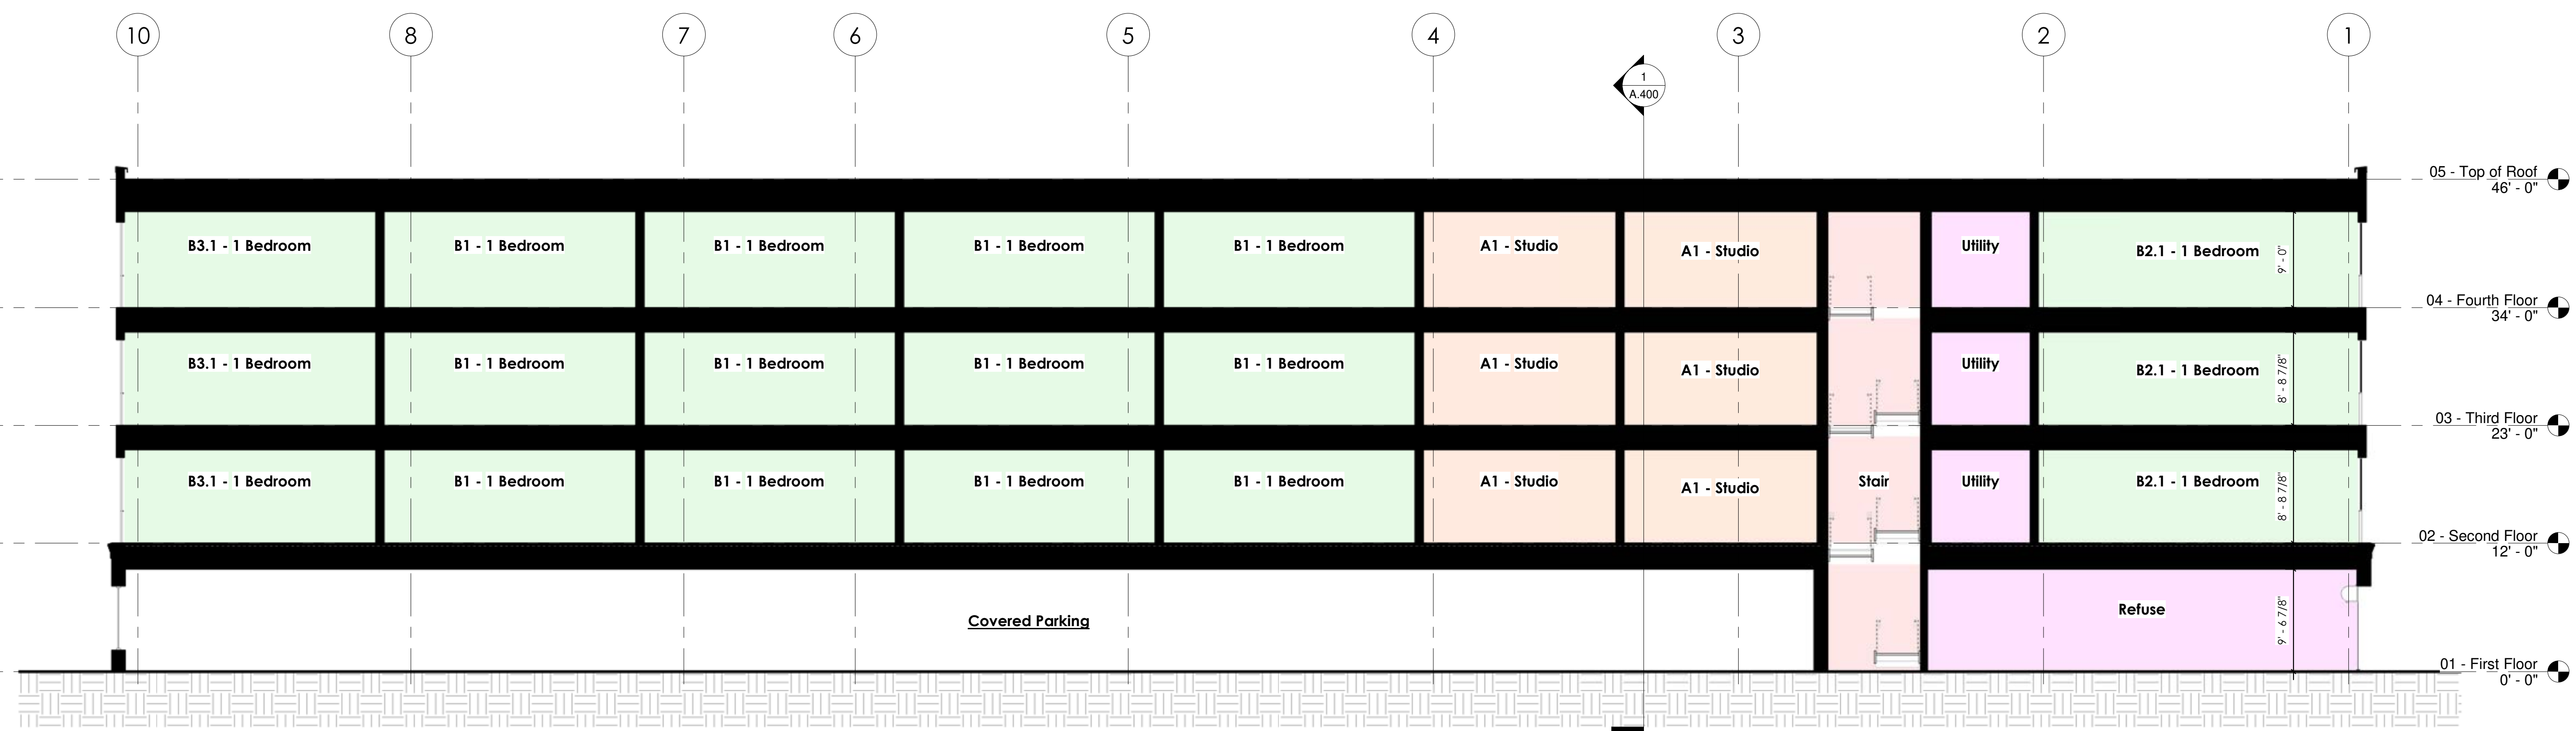 10 8 7 6 5 4 3 2 1
1
A.400
05 - Top of Roof
46' - 0"
B3.1 - 1 Bedroom B1 - 1 Bedroom B1 - 1 Bedroom B1 - 1 Bedroom B1 - 1 Bedroom A1 - Studio A1 - Studio Utility B2.1 - 1 Bedroom 9' - 0"
04 - Fourth Floor
34' - 0"
B3.1 - 1 Bedroom B1 - 1 Bedroom B1 - 1 Bedroom B1 - 1 Bedroom B1 - 1 Bedroom A1 - Studio A1 - Studio Utility B2.1 - 1 Bedroom 8' - 8 7/8"
03 - Third Floor
23' - 0"
B3.1 - 1 Bedroom B1 - 1 Bedroom B1 - 1 Bedroom B1 - 1 Bedroom B1 - 1 Bedroom A1 - Studio A1 - Studio Stair Utility B2.1 - 1 Bedroom 8' - 8 7/8"
02 - Second Floor
12' - 0"
Covered Parking Refuse 9' - 6 7/8"
01 - First Floor
0' - 0"